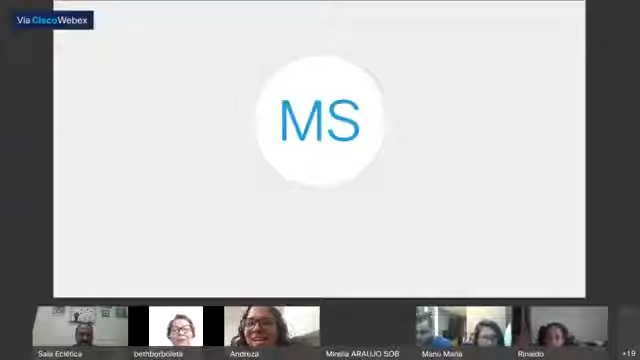 Via Cisco Webex
MS
Sala Eclética
bethborboleta
Andreza
Mirella ARAUJO SOB
Manu Maria
Rinaldo
+19